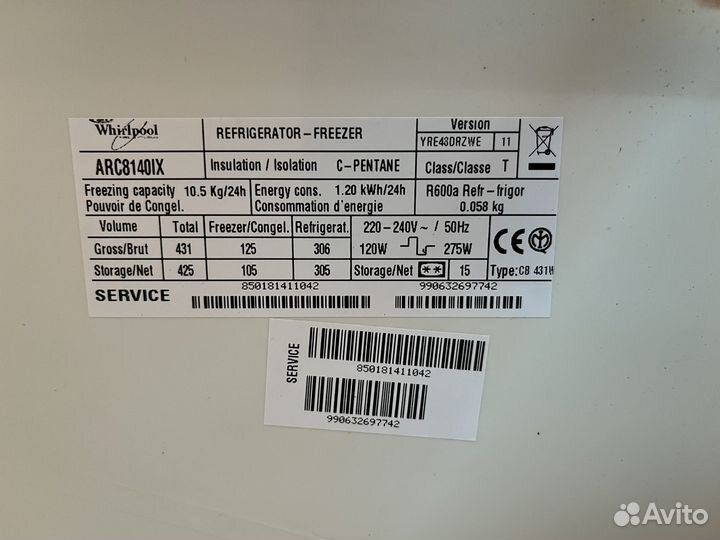 Whirlpool
REFRIGERATOR-FREEZER
Version
YRE48DRZWE 11
ARC8140IX
Insulation / Isolation C-PENTANE
Class/Classe T
Freezing capacity 10.5 Kg/24h
Pouvoir de Congel.
Energy cons. 1.20 kWh/24h
Consommation d'energie
R600a Refr-frigor
0.058 kg
Volume Total Freezer/Congel. Refrigerat. 220-240V~ / 50Hz
Gross/Brut 431 125 306 120W 275W
Storage/Net 425 105 305 Storage/Net ** 15 Type: CB 431W
CE
SERVICE
850181411042 990632697742
SERVICE
850181411042
990632697742
Avito